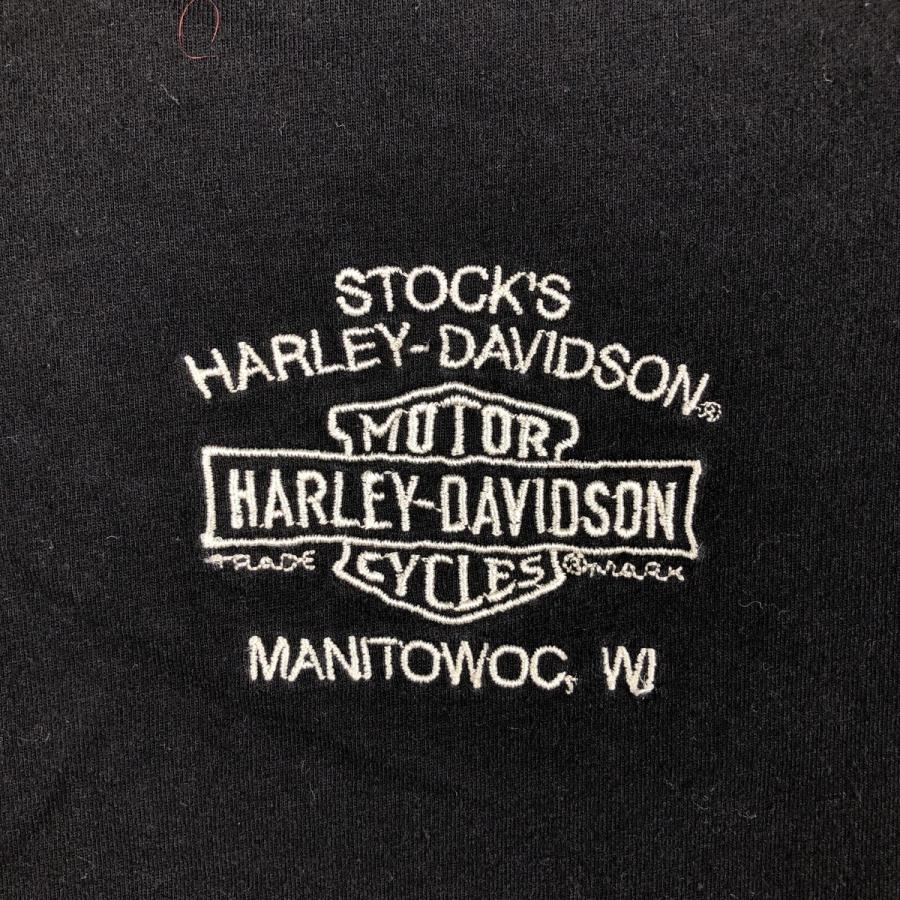 STOCK'S
HARLEY-DAVIDSON®
MOTOR
HARLEY-DAVIDSON
TRADE CYCLES ® MARK
MANITOWOC, WI